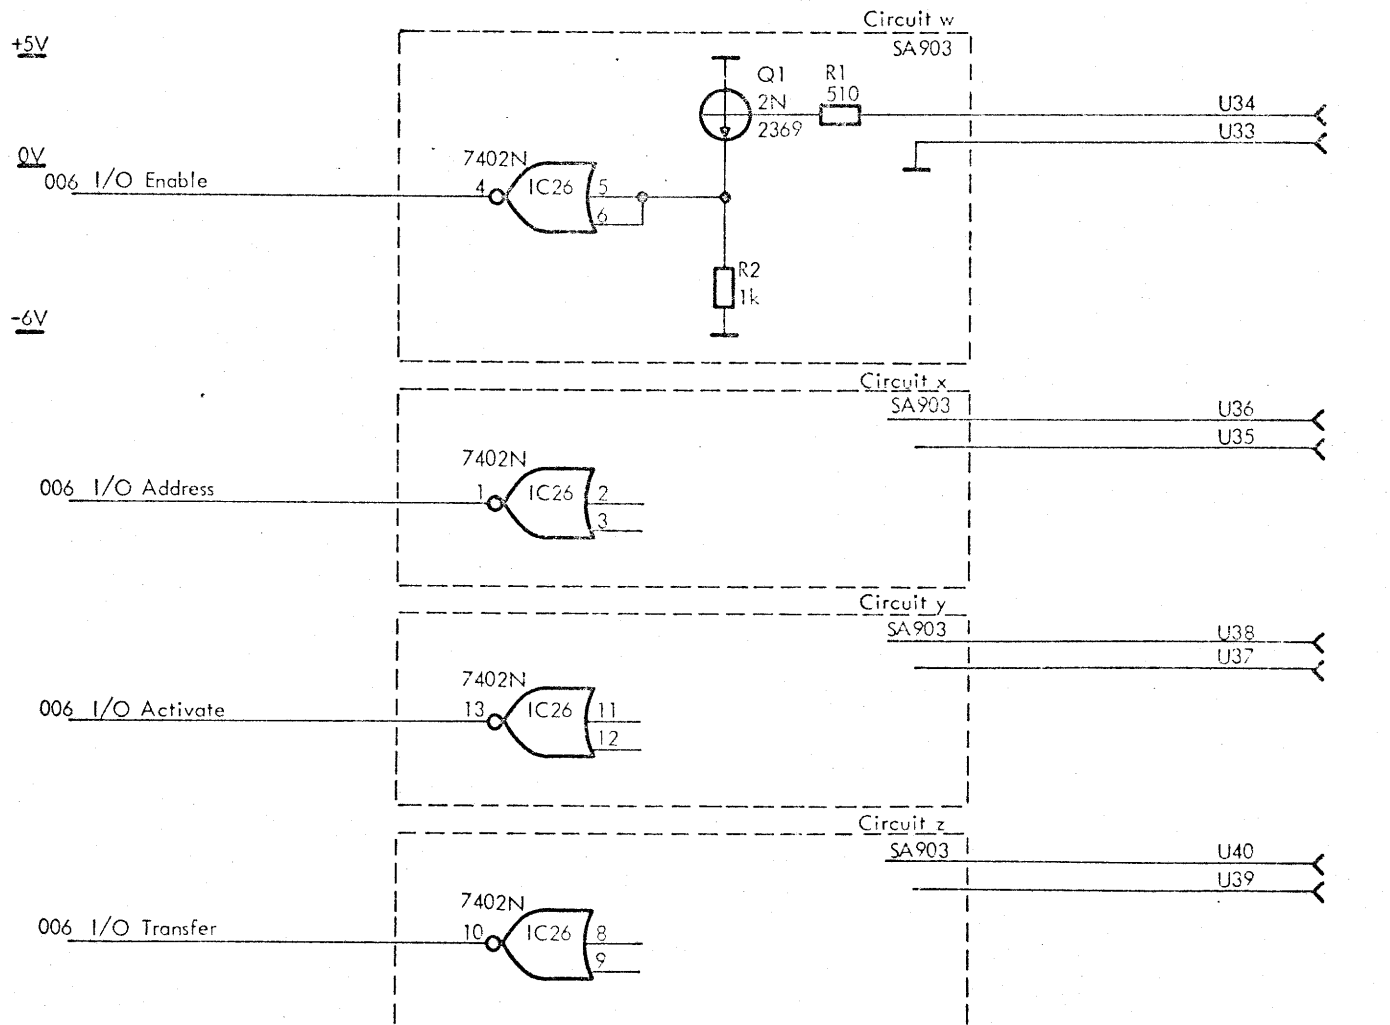 Circuit w
+5V
SA903
Q1
R1
2N
510
2369
U34
U33
0V
7402N
006 I/O Enable
4
IC26
5
6
R2
1k
-6V
Circuit x
SA903
U36
U35
7402N
006 I/O Address
1
IC26
2
3
Circuit y
SA903
U38
U37
7402N
006 I/O Activate
13
IC26
11
12
Circuit z
SA903
U40
U39
7402N
006 I/O Transfer
10
IC26
8
9